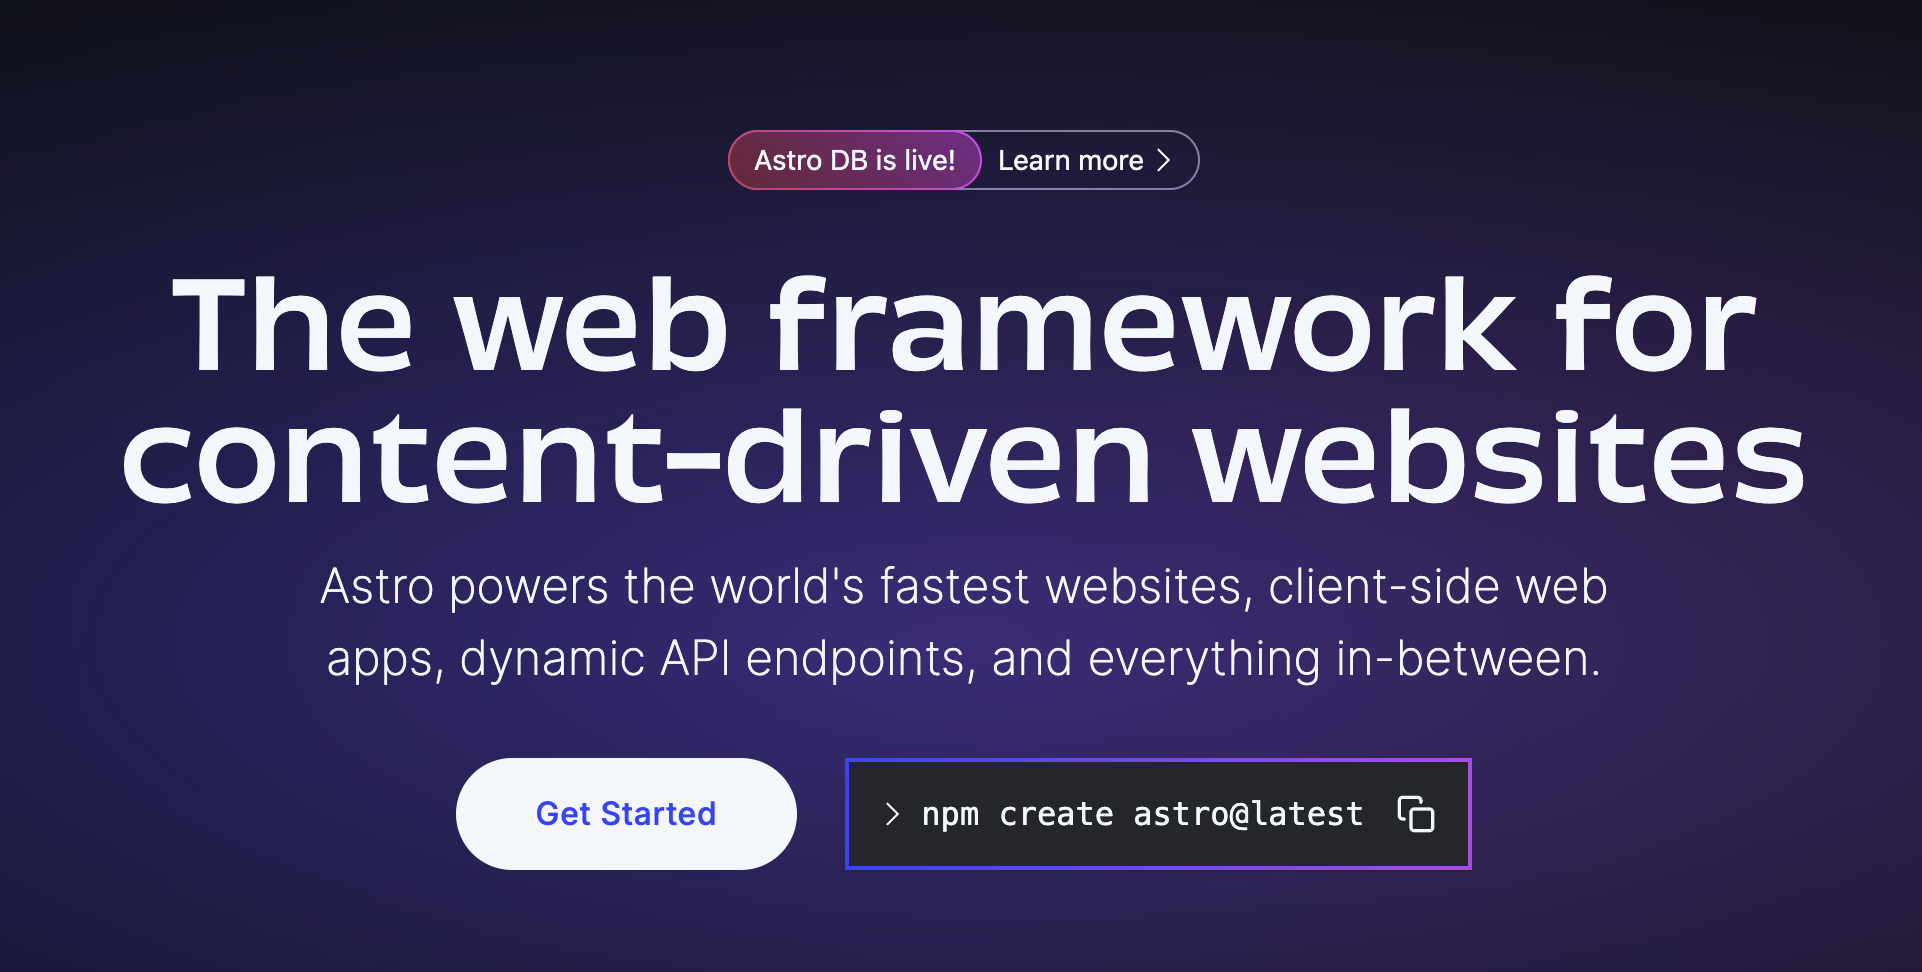 Astro DB is live! Learn more >
The web framework for
content-driven websites
Astro powers the world's fastest websites, client-side web
apps, dynamic API endpoints, and everything in-between.
Get Started
> npm create astro@latest